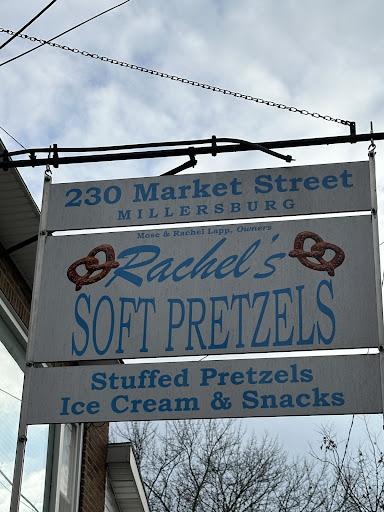 230 Market Street
MILLERSBURG
Mose & Rachel Lapp, Owners
Rachel's
SOFT PRETZELS
Stuffed Pretzels
Ice Cream & Snacks